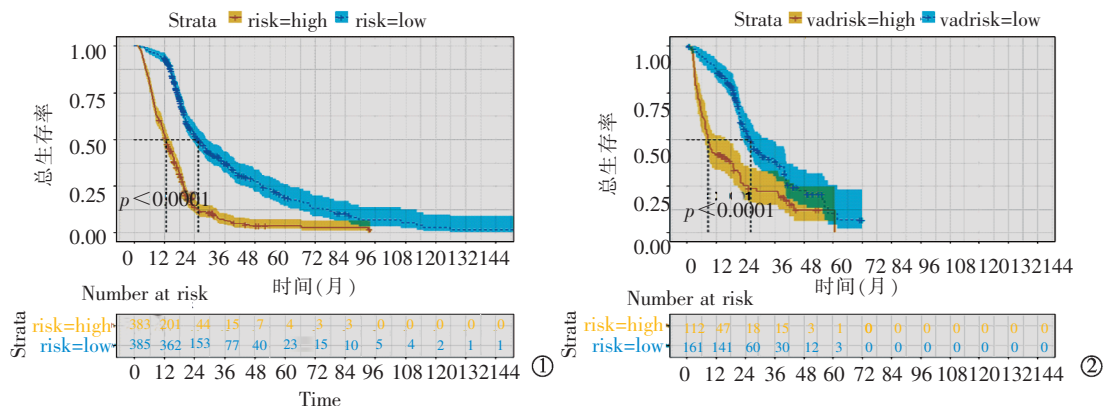 Strata risk=high risk=low
1.00
0.75
0.50
0.25
0.00
总生存率
p＜0.0001
0 12 24 36 48 60 72 84 96 108 120 132 144
时间(月)
Number at risk
Strata
risk=high 383 201 44 15 7 4 3 3 0 0 0 0 0
risk=low 385 362 153 77 40 23 15 10 5 4 2 1 1
0 12 24 36 48 60 72 84 96 108 120 132 144
Time
①
Strata vadrisk=high vadrisk=low
1.00
0.75
0.50
0.25
0.00
总生存率
p＜0.0001
0 12 24 36 48 60 72 84 96 108 120 132 144
时间(月)
Number at risk
Strata
risk=high 112 47 18 15 3 1 0 0 0 0 0 0 0
risk=low 161 141 60 30 12 3 0 0 0 0 0 0 0
0 12 24 36 48 60 72 84 96 108 120 132 144
②